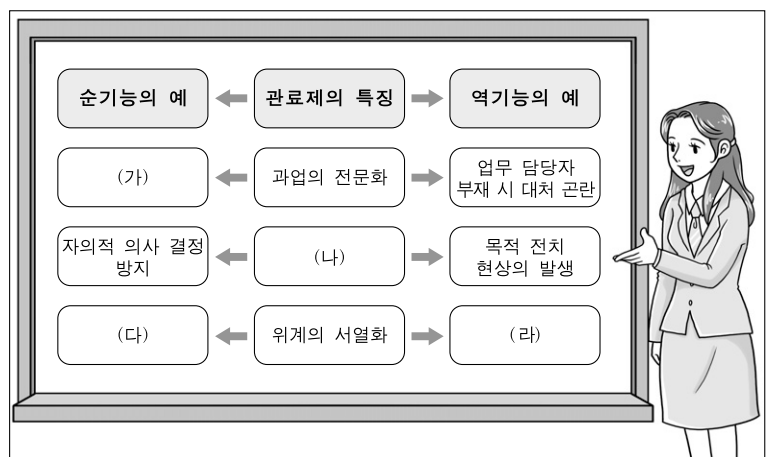 순기능의 예
관료제의 특징
역기능의 예
(가)
과업의 전문화
업무 담당자
부재 시 대처 곤란
자의적 의사 결정
방지
(나)
목적 전치
현상의 발생
(다)
위계의 서열화
(라)